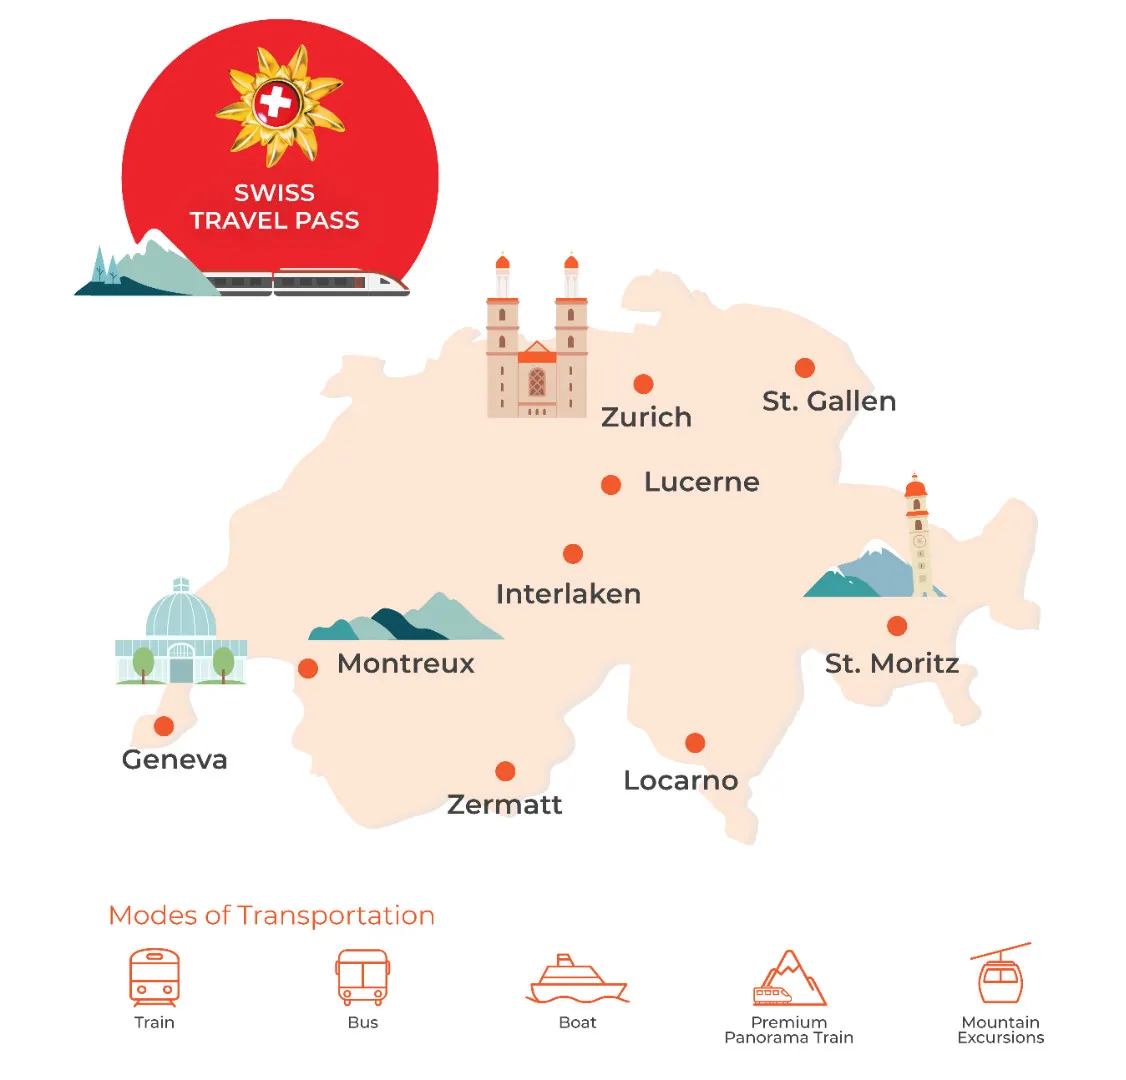 SWISS
TRAVEL PASS
Zurich
St. Gallen
Lucerne
Interlaken
Montreux
St. Moritz
Geneva
Locarno
Zermatt
Modes of Transportation
Train
Bus
Boat
Premium
Panorama Train
Mountain
Excursions